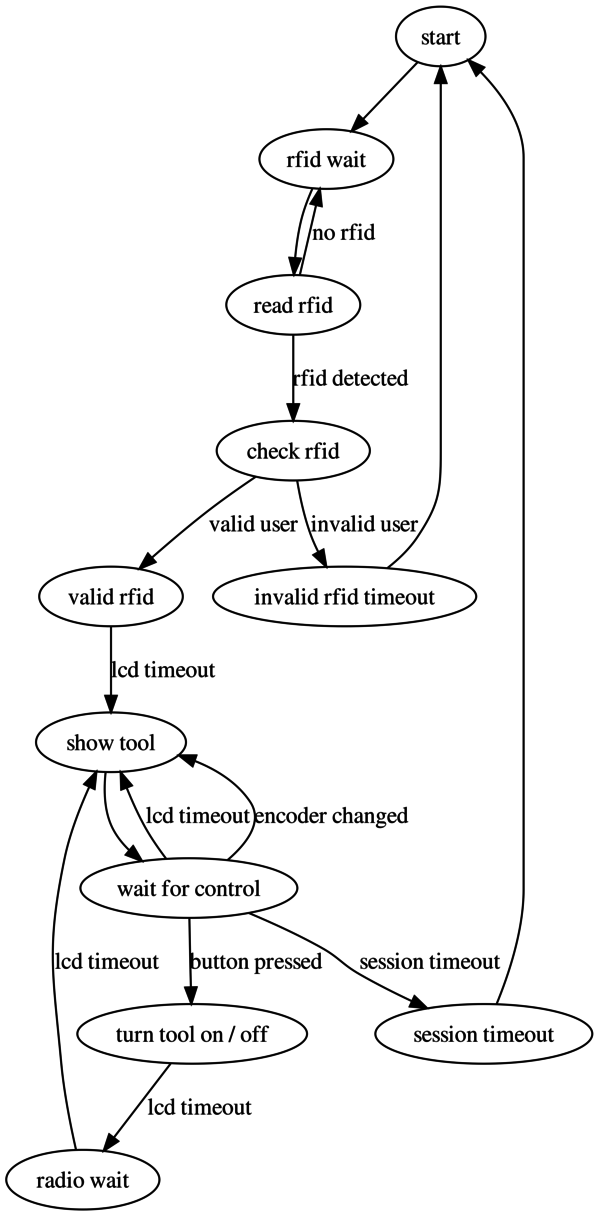 start
rfid wait
no rfid
read rfid
rfid detected
check rfid
valid user
invalid user
valid rfid
invalid rfid timeout
lcd timeout
show tool
lcd timeout
encoder changed
wait for control
lcd timeout
button pressed
session timeout
turn tool on / off
session timeout
lcd timeout
radio wait